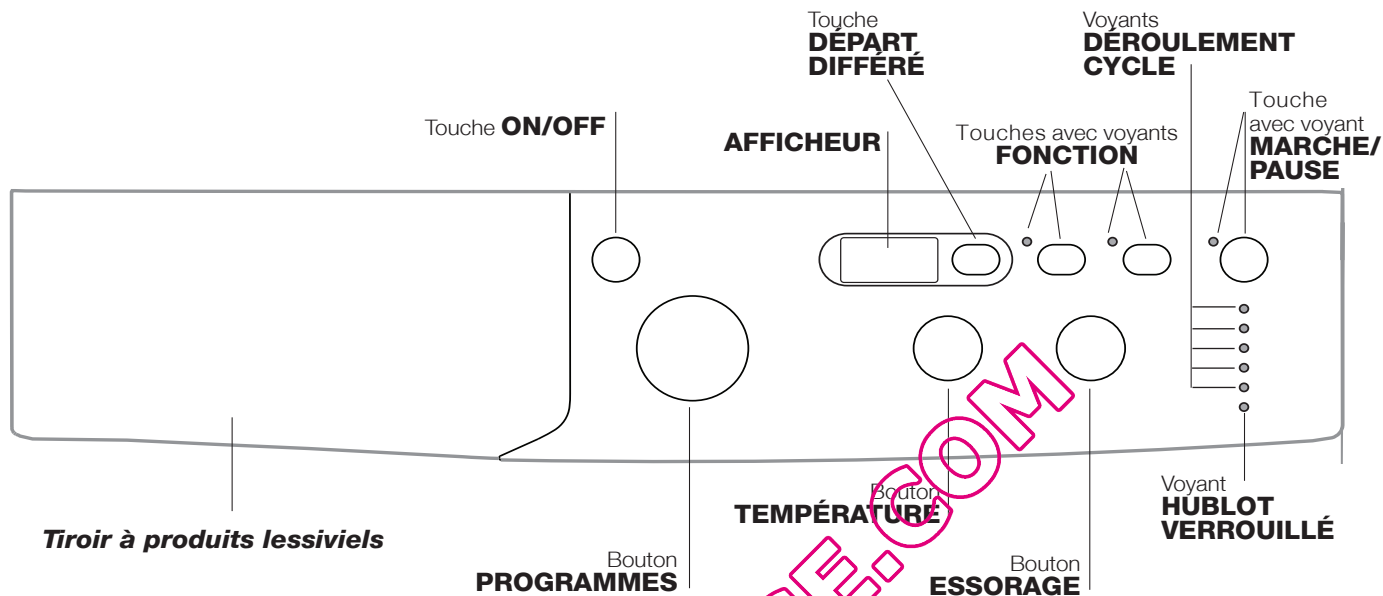 Touche
DÉPART
DIFFÉRÉ
Voyants
DÉROULEMENT
CYCLE
Touche
avec voyant
MARCHE/
PAUSE
Touche ON/OFF
AFFICHEUR
Touches avec voyants
FONCTION
Tiroir à produits lessiviels
Bouton
PROGRAMMES
Bouton
TEMPÉRATURE
Bouton
ESSORAGE
Voyant
HUBLOT
VERROUILLÉ
E.COM